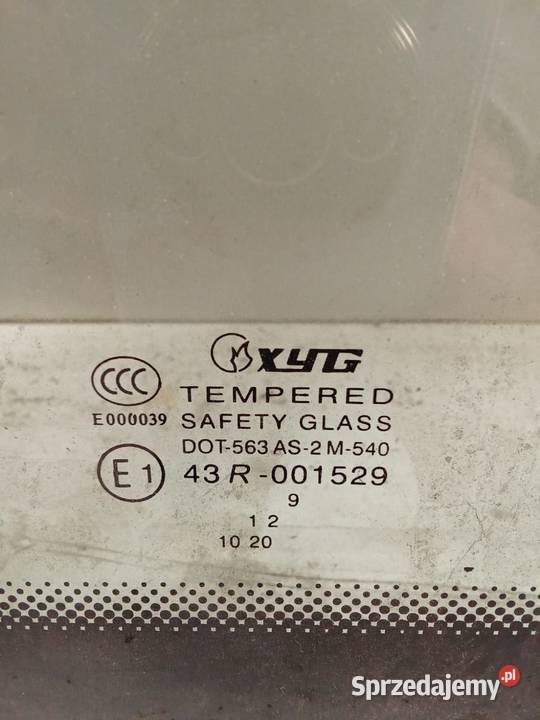 XYG
CCC TEMPERED
E000039 SAFETY GLASS
DOT-563 AS-2 M-540
E1 43R-001529
9
1 2
10 20
Sprzedajemy.pl